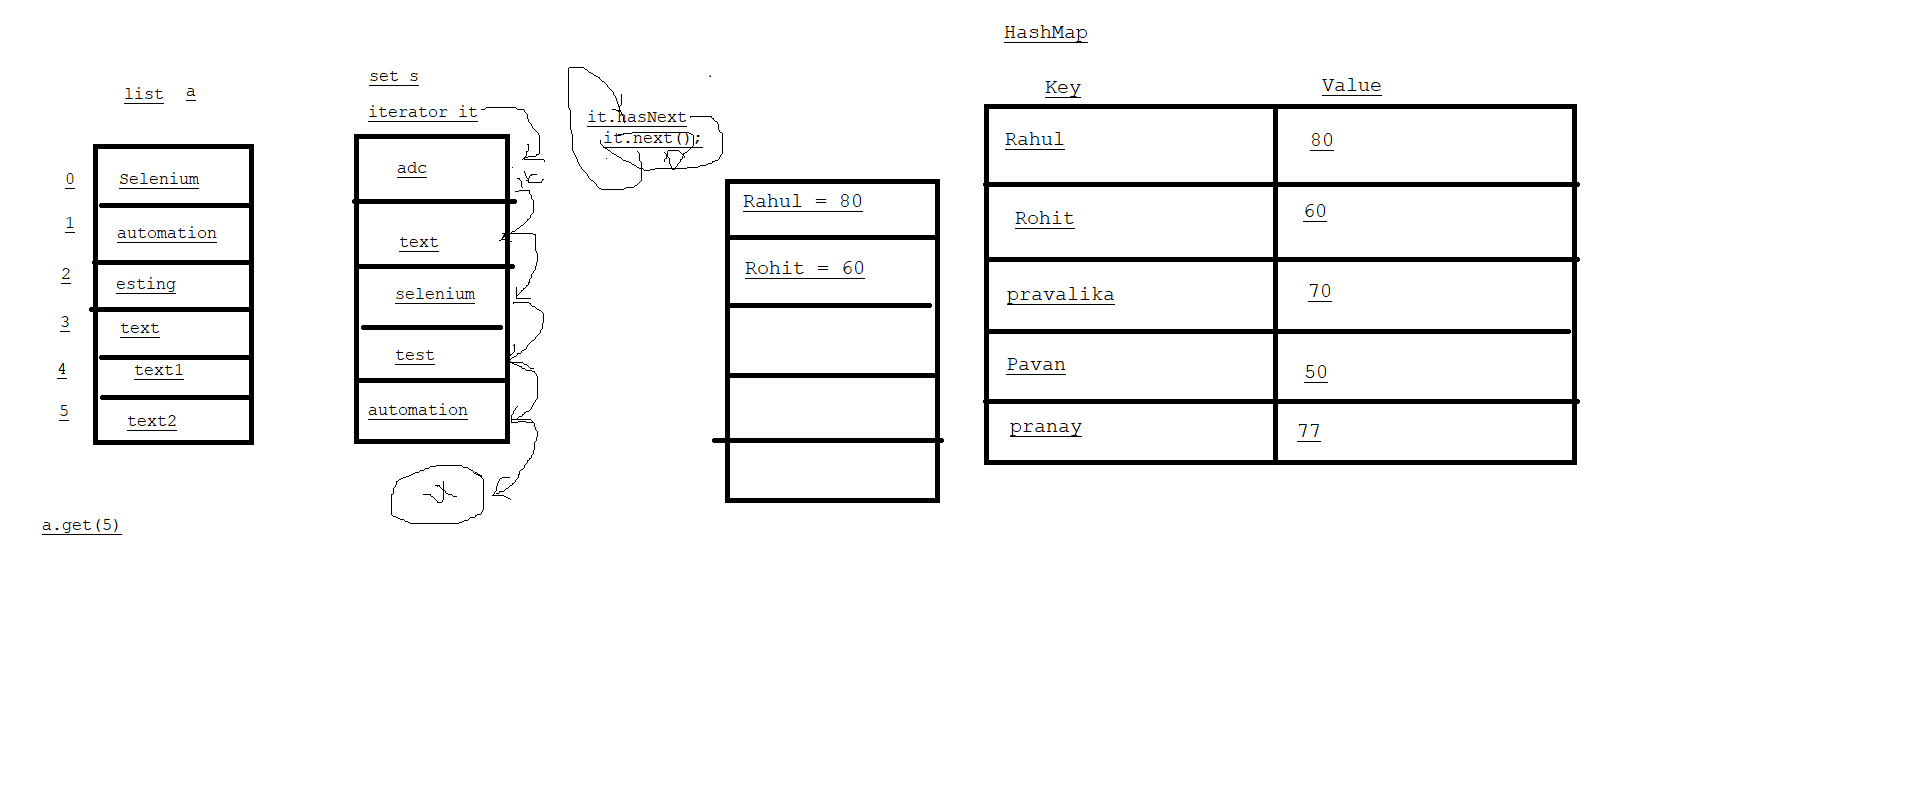 list a
0 Selenium
1 automation
2 esting
3 text
4 text1
5 text2
a.get(5)
set s
iterator it
adc
text
selenium
test
automation
it.hasNext
it.next();
Rahul = 80
Rohit = 60
HashMap
Key Value
Rahul 80
Rohit 60
pravalika 70
Pavan 50
pranay 77